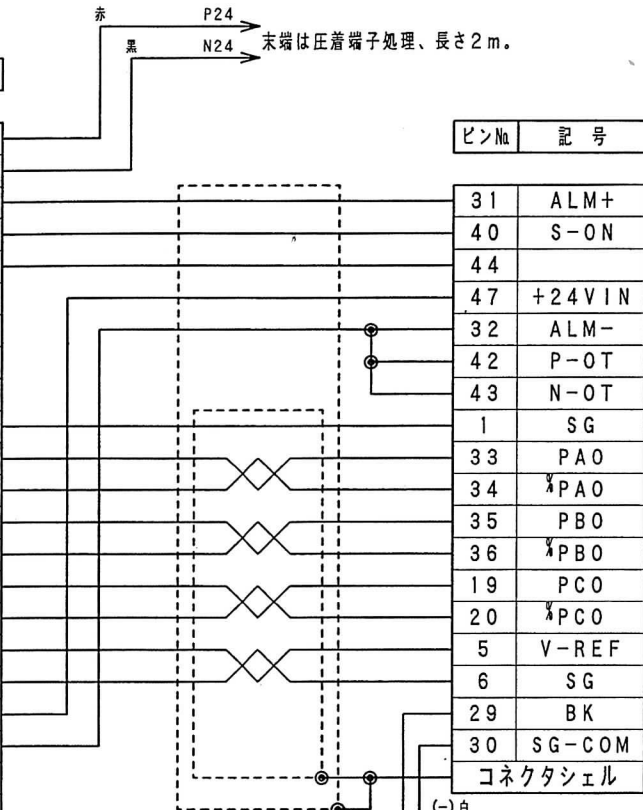 赤 P24
黒 N24
末端は圧着端子処理、長さ2m。
ピン№ 記号
31 ALM+
40 S-ON
44
47 +24VIN
32 ALM-
42 P-OT
43 N-OT
1 SG
33 PAO
34 PAO
35 PBO
36 PBO
19 PCO
20 PCO
5 V-REF
6 SG
29 BK
30 SG-COM
コネクタシェル
(-)白